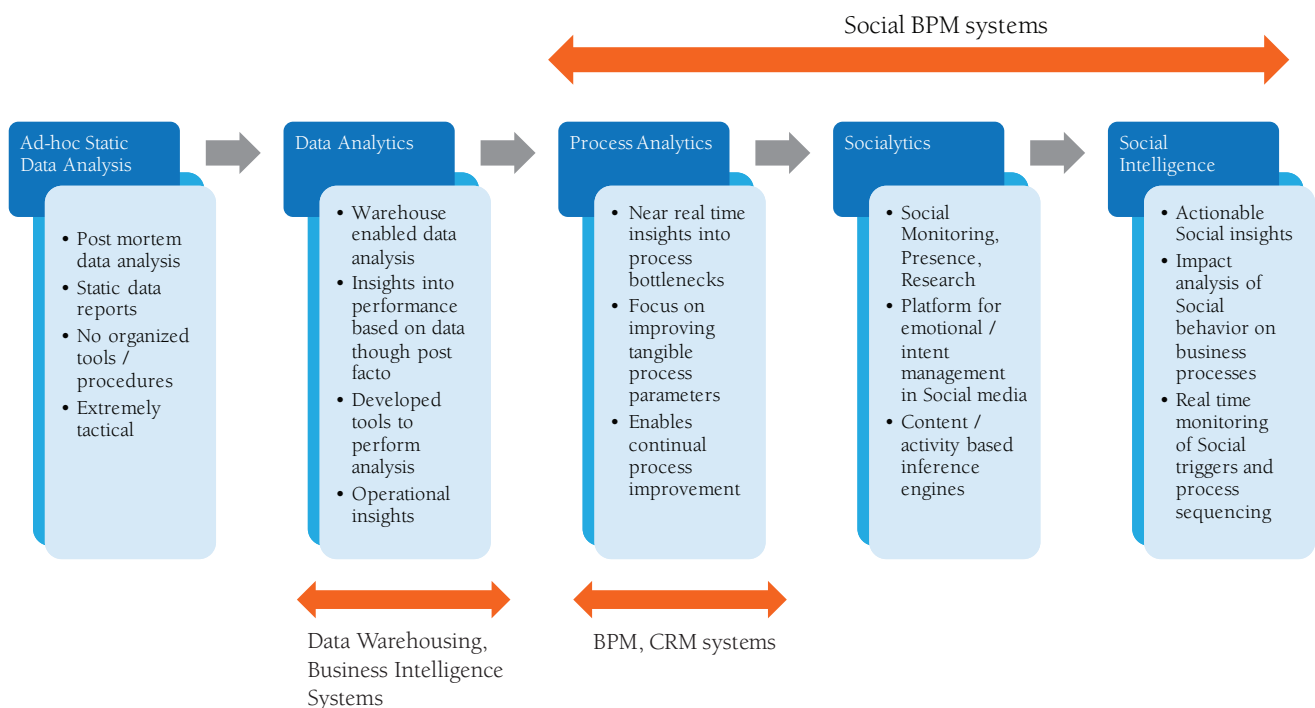 Social BPM systems
Ad-hoc Static
Data Analysis
• Post mortem
data analysis
• Static data
reports
• No organized
tools /
procedures
• Extremely
tactical
Data Analytics
• Warehouse
enabled data
analysis
• Insights into
performance
based on data
though post
facto
• Developed
tools to
perform
analysis
• Operational
insights
Process Analytics
• Near real time
insights into
process
bottlenecks
• Focus on
improving
tangible
process
parameters
• Enables
continual
process
improvement
Socialytics
• Social
Monitoring,
Presence,
Research
• Platform for
emotional /
intent
management
in Social media
• Content /
activity based
inference
engines
Social
Intelligence
• Actionable
Social insights
• Impact
analysis of
Social
behavior on
business
processes
• Real time
monitoring
of Social
triggers and
process
sequencing
Data Warehousing,
Business Intelligence
Systems
BPM, CRM systems